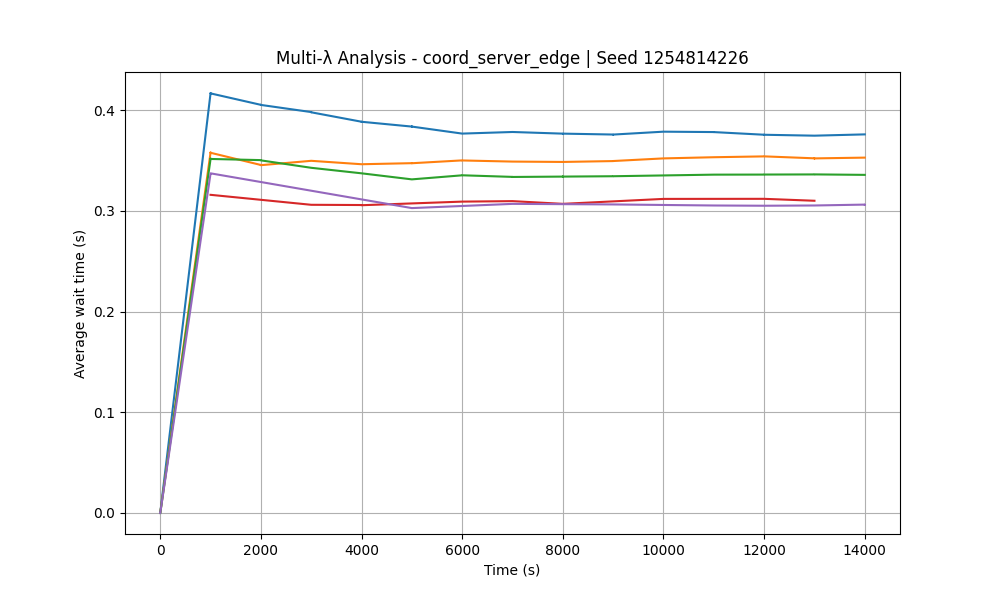 Multi-λ Analysis - coord_server_edge | Seed 1254814226
Average wait time (s)
0.4
0.3
0.2
0.1
0.0
0 2000 4000 6000 8000 10000 12000 14000
Time (s)